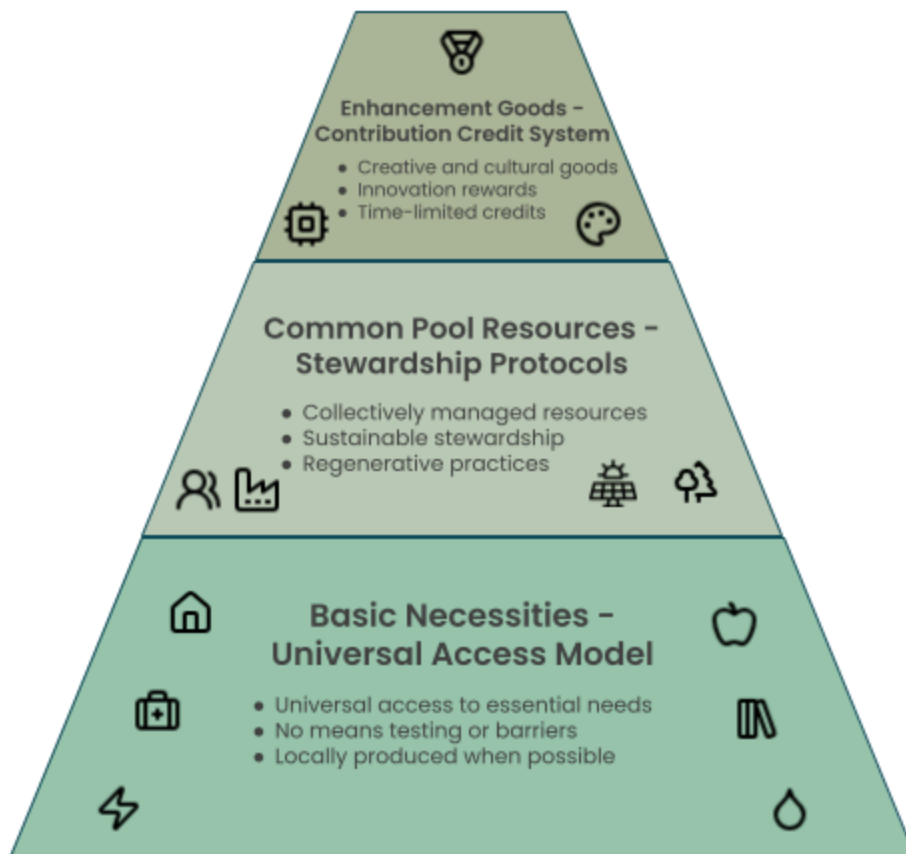 Enhancement Goods -
Contribution Credit System
• Creative and cultural goods
• Innovation rewards
• Time-limited credits
Common Pool Resources -
Stewardship Protocols
• Collectively managed resources
• Sustainable stewardship
• Regenerative practices
Basic Necessities -
Universal Access Model
• Universal access to essential needs
• No means testing or barriers
• Locally produced when possible